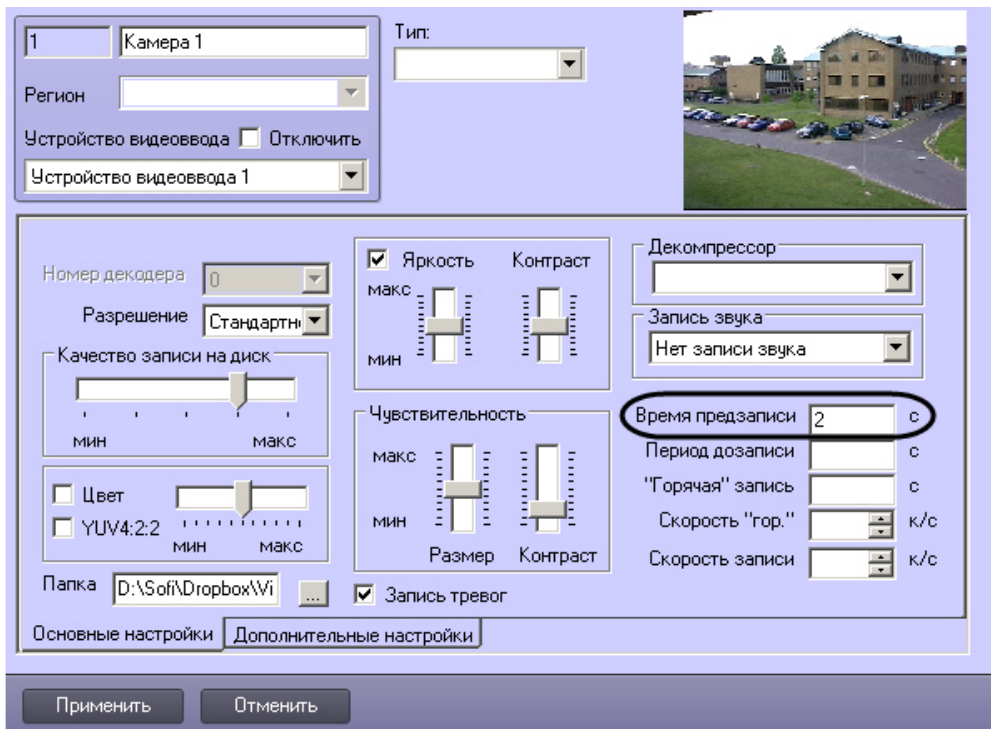 1
Камера 1
Тип:
Регион
Устройство видеоввода Отключить
Устройство видеоввода 1
Номер декодера 0
Разрешение Стандартн
Качество записи на диск
мин макс
Цвет
YUV4:2:2
мин макс
Папка D:\Sofi\Dropbox\Vi ...
Яркость Контраст
макс
мин
Чувствительность
макс
мин
Размер Контраст
Запись тревог
Декомпрессор
Запись звука
Нет записи звука
Время предзаписи 2 с
Период дозаписи с
"Горячая" запись с
Скорость "гор." к/с
Скорость записи к/с
Основные настройки Дополнительные настройки
Применить Отменить